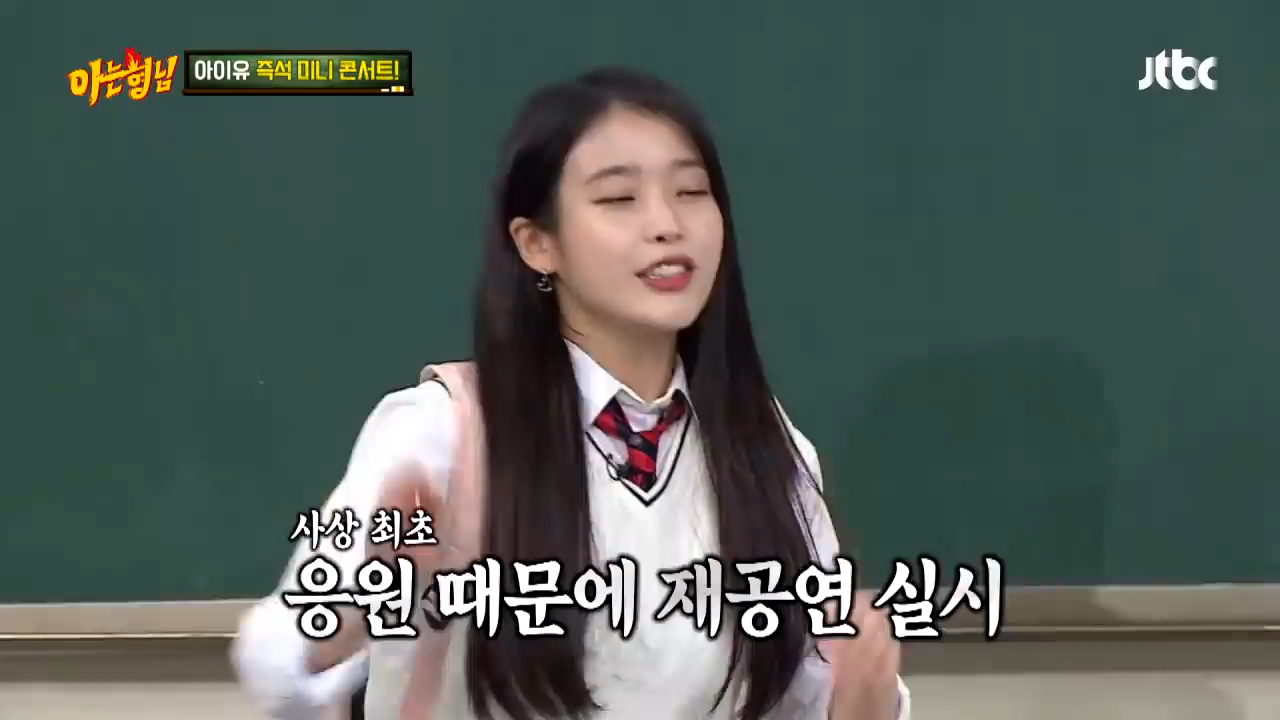 아는형님
아이유 즉석 미니 콘서트!
jtbc
사상 최초
응원 때문에 재공연 실시